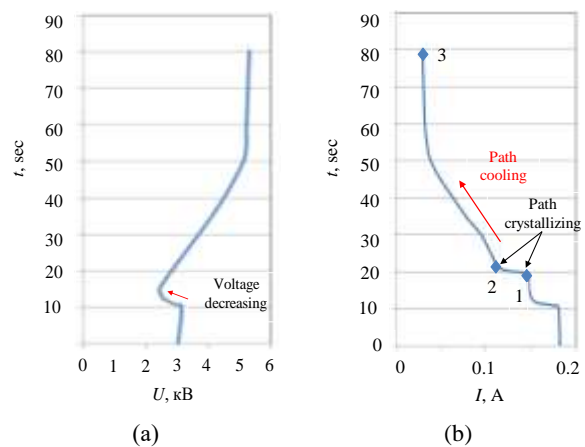 90
80
70
60
50
40
30
20
10
0
t, sec
Voltage
decreasing
0 1 2 3 4 5 6
U, кВ
(a)
90
80
70
60
50
40
30
20
10
0
t, sec
3
Path
cooling
Path
crystallizing
2
1
0 0.1 0.2
I, A
(b)